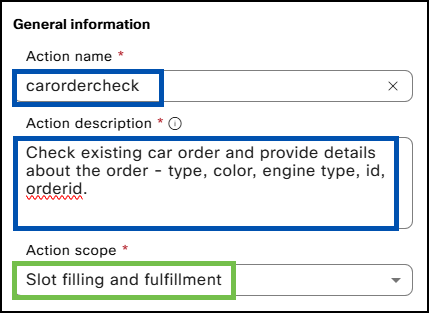 General information
Action name *
carordercheck
Action description *
Check existing car order and provide details
about the order - type, color, engine type, id,
orderid.
Action scope *
Slot filling and fulfillment